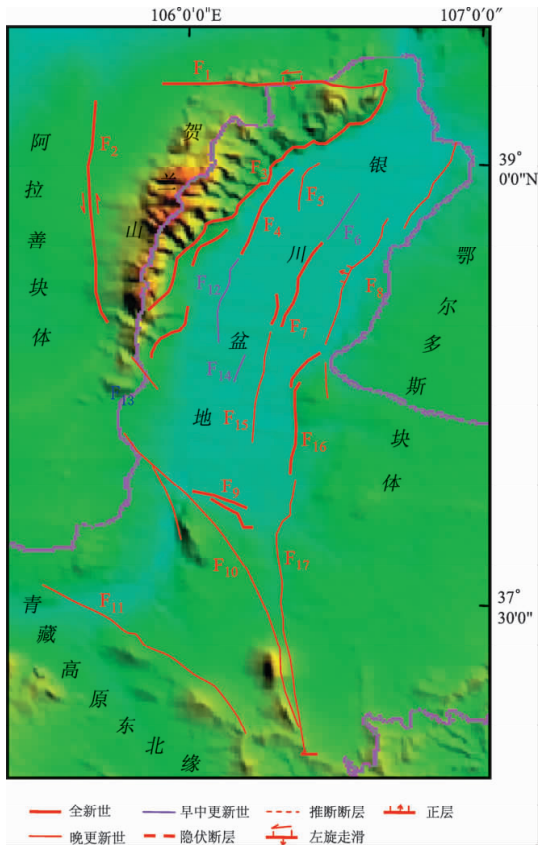 106°0′0″E
107°0′0″
F1
F2
贺
兰
山
阿
拉
善
块
体
F3
银
川
盆
地
39°
0′0″N
F4
F5
F6
F12
F7
F8
鄂
尔
多
斯
块
体
F14
F13
F15
F16
F9
F10
F17
F11
37°
30′0″
青
藏
高
原
东
北
缘
全新世
早中更新世
推断断层
正层
晚更新世
隐伏断层
左旋走滑